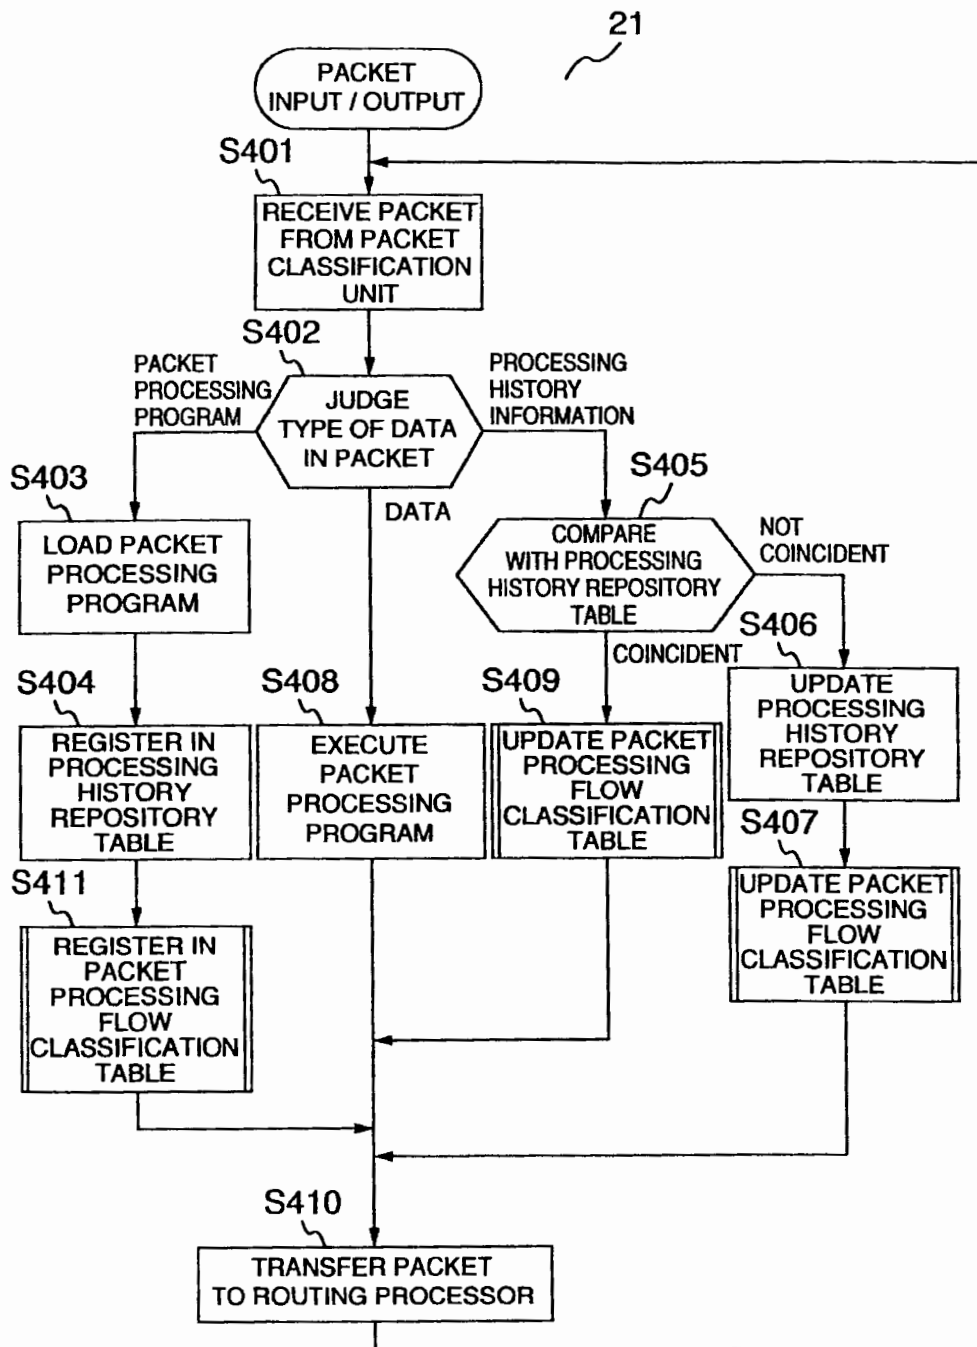 21
PACKET
INPUT / OUTPUT
S401
RECEIVE PACKET
FROM PACKET
CLASSIFICATION
UNIT
S402
PACKET
PROCESSING
PROGRAM
JUDGE
TYPE OF DATA
IN PACKET
PROCESSING
HISTORY
INFORMATION
DATA
S403
LOAD PACKET
PROCESSING
PROGRAM
S405
COMPARE
WITH PROCESSING
HISTORY REPOSITORY
TABLE
NOT
COINCIDENT
COINCIDENT
S404
REGISTER IN
PROCESSING
HISTORY
REPOSITORY
TABLE
S408
EXECUTE
PACKET
PROCESSING
PROGRAM
S409
UPDATE PACKET
PROCESSING
FLOW
CLASSIFICATION
TABLE
S406
UPDATE
PROCESSING
HISTORY
REPOSITORY
TABLE
S407
UPDATE PACKET
PROCESSING
FLOW
CLASSIFICATION
TABLE
S411
REGISTER IN
PACKET
PROCESSING
FLOW
CLASSIFICATION
TABLE
S410
TRANSFER PACKET
TO ROUTING PROCESSOR